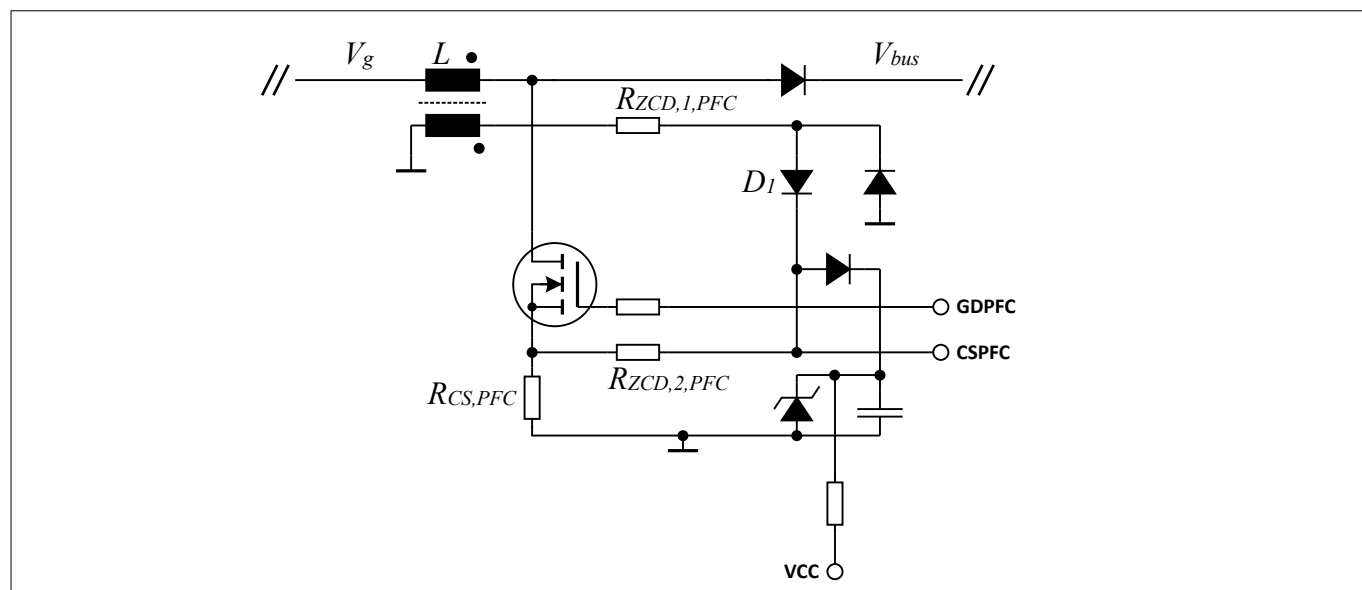 Vg L Vbus
RZCD,1,PFC
D1
GDPFC
CSPFC
RZCD,2,PFC
RCS,PFC
VCC